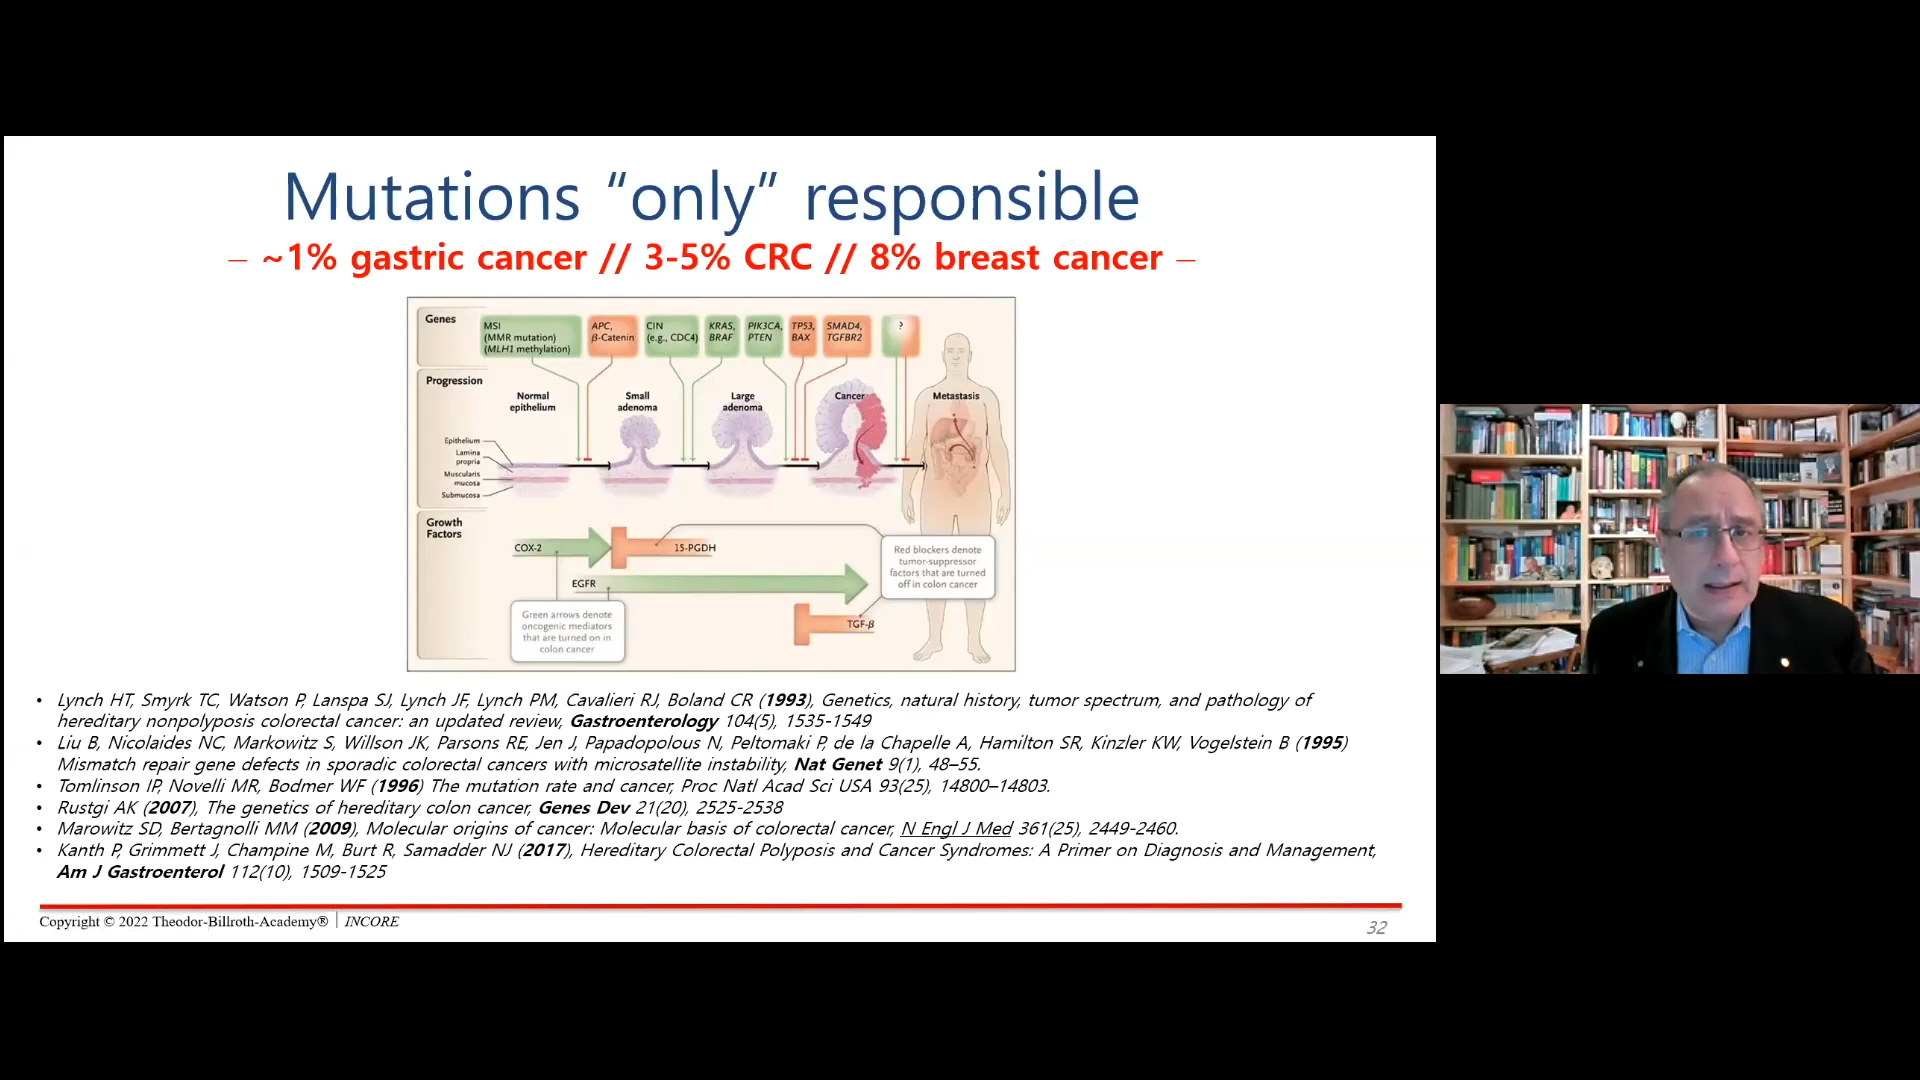 Mutations “only” responsible
– ~1% gastric cancer // 3-5% CRC // 8% breast cancer –
Genes
MSI
(MMR mutation)
(MLH1 methylation)
APC,
β-Catenin
CIN
(e.g., CDC4)
KRAS,
BRAF
PIK3CA,
PTEN
TP53,
BAX
SMAD4,
TGFBR2
?
Progression
Normal
epithelium
Small
adenoma
Large
adenoma
Cancer
Metastasis
Epithelium
Lamina
propria
Muscularis
mucosa
Submucosa
Growth
Factors
COX-2
15-PGDH
EGFR
TGF-β
Red blockers denote
tumor-suppressor
factors that are turned
off in colon cancer
Green arrows denote
oncogenic mediators
that are turned on in
colon cancer
• Lynch HT, Smyrk TC, Watson P, Lanspa SJ, Lynch JF, Lynch PM, Cavalieri RJ, Boland CR (1993), Genetics, natural history, tumor spectrum, and pathology of
hereditary nonpolyposis colorectal cancer: an updated review, Gastroenterology 104(5), 1535-1549
• Liu B, Nicolaides NC, Markowitz S, Willson JK, Parsons RE, Jen J, Papadopolous N, Peltomaki P, de la Chapelle A, Hamilton SR, Kinzler KW, Vogelstein B (1995)
Mismatch repair gene defects in sporadic colorectal cancers with microsatellite instability, Nat Genet 9(1), 48–55.
• Tomlinson IP, Novelli MR, Bodmer WF (1996) The mutation rate and cancer, Proc Natl Acad Sci USA 93(25), 14800–14803.
• Rustgi AK (2007), The genetics of hereditary colon cancer, Genes Dev 21(20), 2525-2538
• Marowitz SD, Bertagnolli MM (2009), Molecular origins of cancer: Molecular basis of colorectal cancer, N Engl J Med 361(25), 2449-2460.
• Kanth P, Grimmett J, Champine M, Burt R, Samadder NJ (2017), Hereditary Colorectal Polyposis and Cancer Syndromes: A Primer on Diagnosis and Management,
Am J Gastroenterol 112(10), 1509-1525
Copyright © 2022 Theodor-Billroth-Academy® | INCORE
32